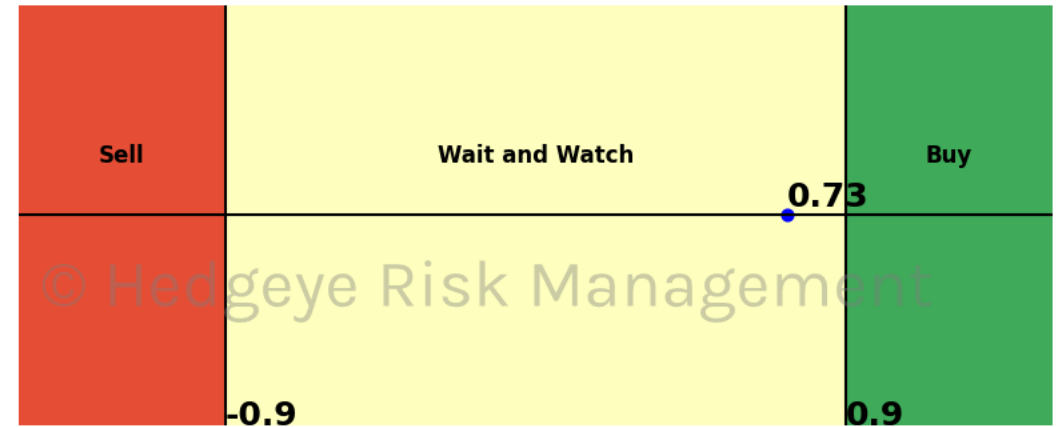 Sell
Wait and Watch
Buy
0.73
© Hedgeye Risk Management
-0.9
0.9